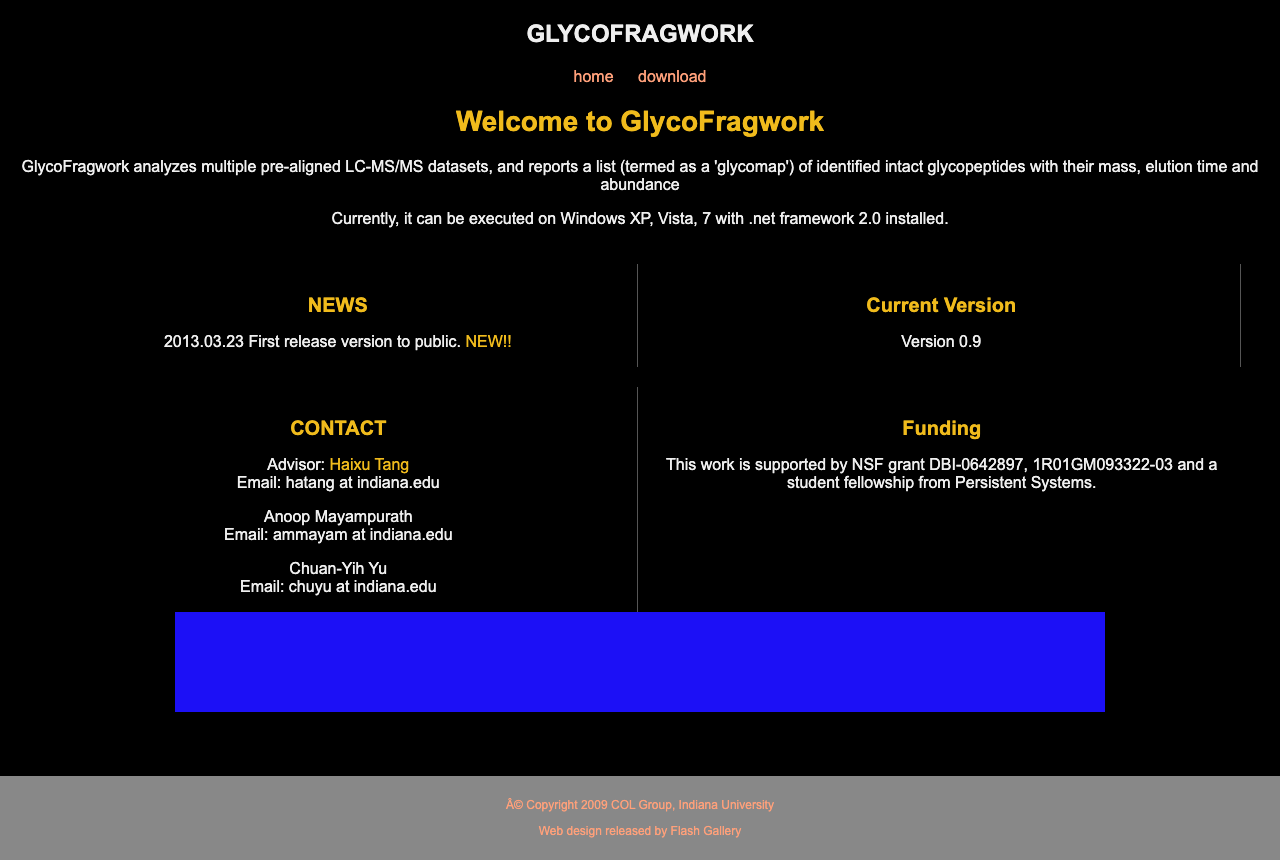 GLYCOFRAGWORK
home download
Welcome to GlycoFragwork
GlycoFragwork analyzes multiple pre-aligned LC-MS/MS datasets, and reports a list (termed as a 'glycomap') of identified intact glycopeptides with their mass, elution time and
abundance
Currently, it can be executed on Windows XP, Vista, 7 with .net framework 2.0 installed.
NEWS
2013.03.23 First release version to public. NEW!!
Current Version
Version 0.9
CONTACT
Advisor: Haixu Tang
Email: hatang at indiana.edu
Anoop Mayampurath
Email: ammayam at indiana.edu
Chuan-Yih Yu
Email: chuyu at indiana.edu
Funding
This work is supported by NSF grant DBI-0642897, 1R01GM093322-03 and a
student fellowship from Persistent Systems.
Â© Copyright 2009 COL Group, Indiana University
Web design released by Flash Gallery